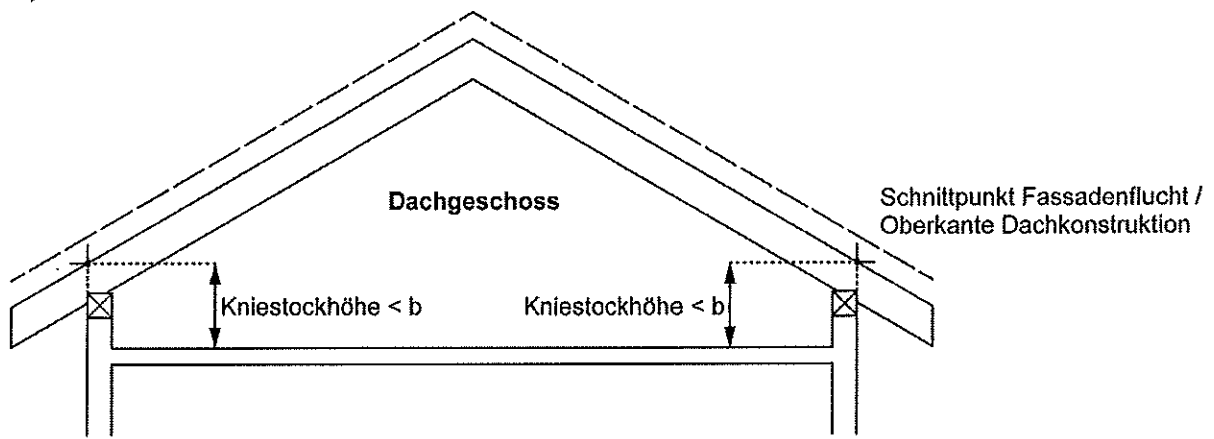 Dachgeschoss
Schnittpunkt Fassadenflucht /
Oberkante Dachkonstruktion
Kniestockhöhe < b
Kniestockhöhe < b